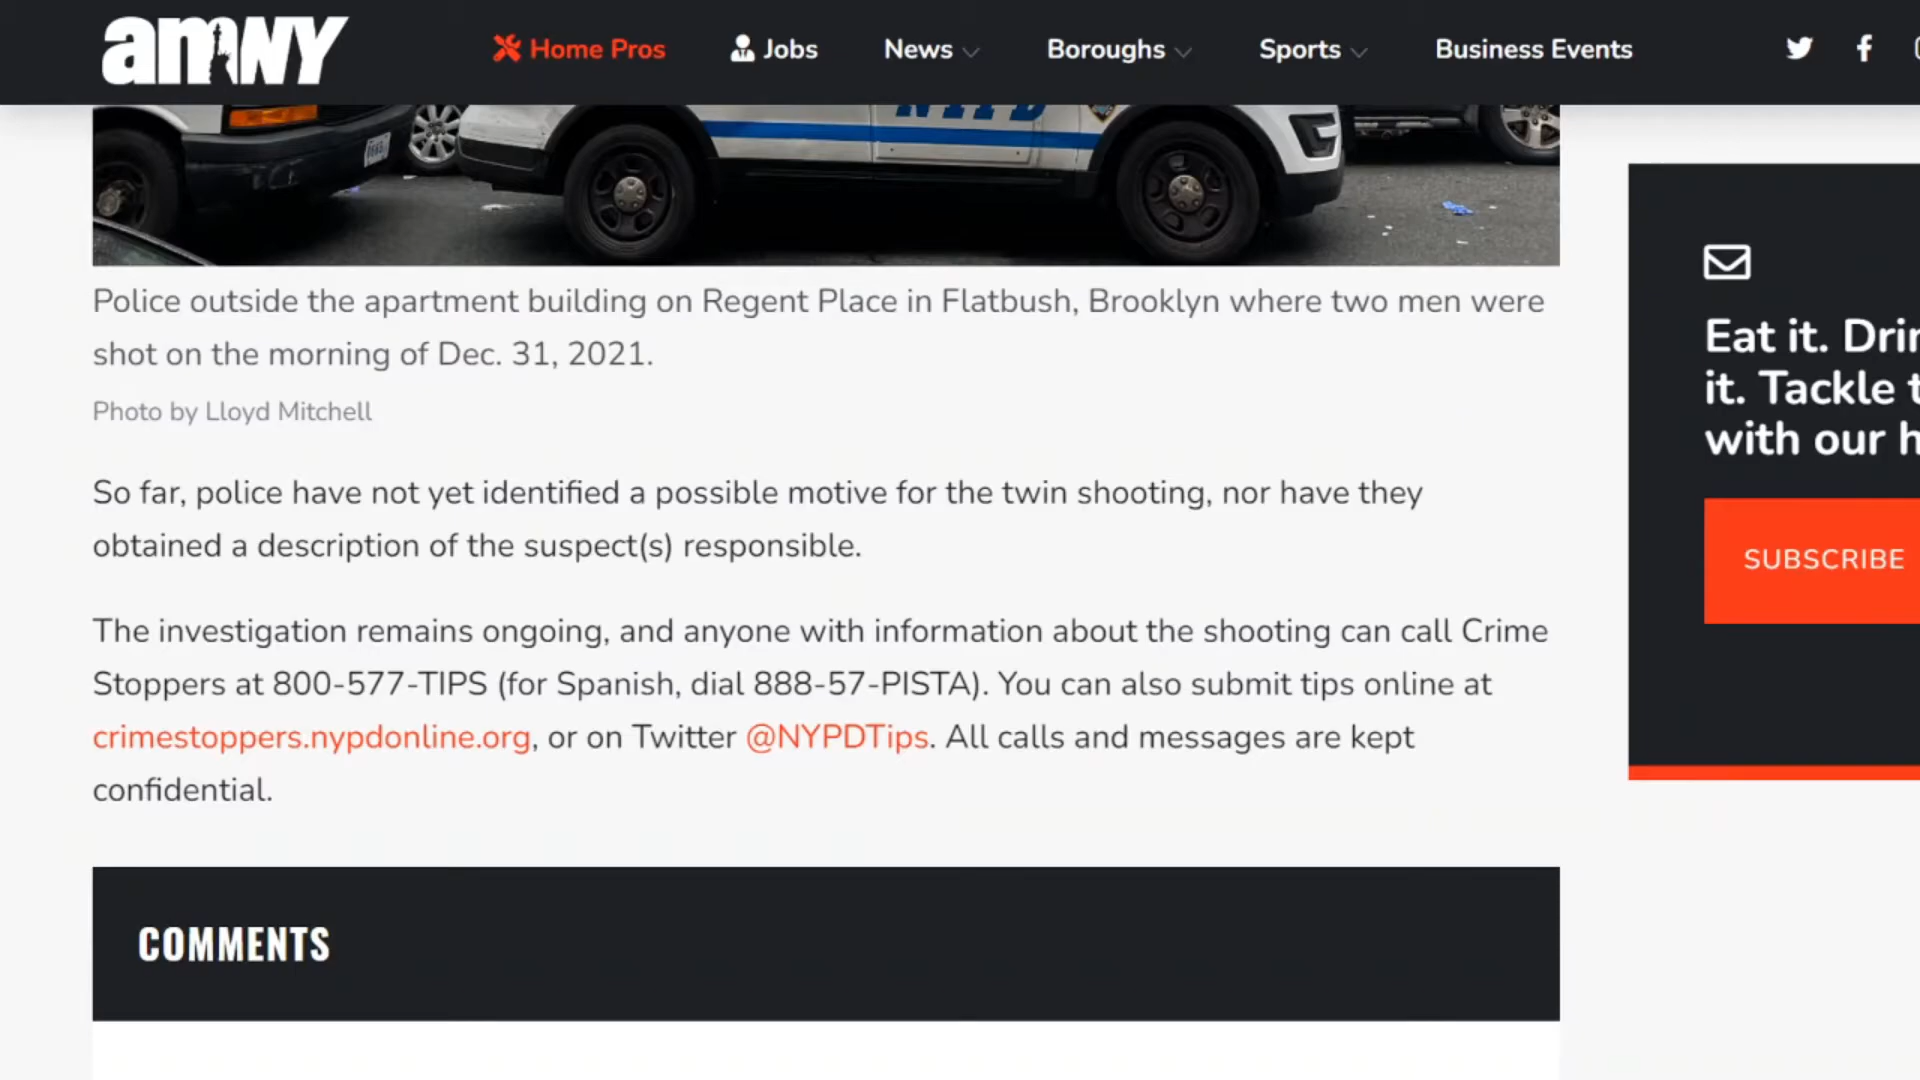 amNY
Home Pros
Jobs
News
Boroughs
Sports
Business Events
NYPD
Police outside the apartment building on Regent Place in Flatbush, Brooklyn where two men were
shot on the morning of Dec. 31, 2021.
Photo by Lloyd Mitchell
So far, police have not yet identified a possible motive for the twin shooting, nor have they
obtained a description of the suspect(s) responsible.
The investigation remains ongoing, and anyone with information about the shooting can call Crime
Stoppers at 800-577-TIPS (for Spanish, dial 888-57-PISTA). You can also submit tips online at
crimestoppers.nypdonline.org, or on Twitter @NYPDTips. All calls and messages are kept
confidential.
COMMENTS
Eat it. Drin
it. Tackle t
with our h
SUBSCRIBE